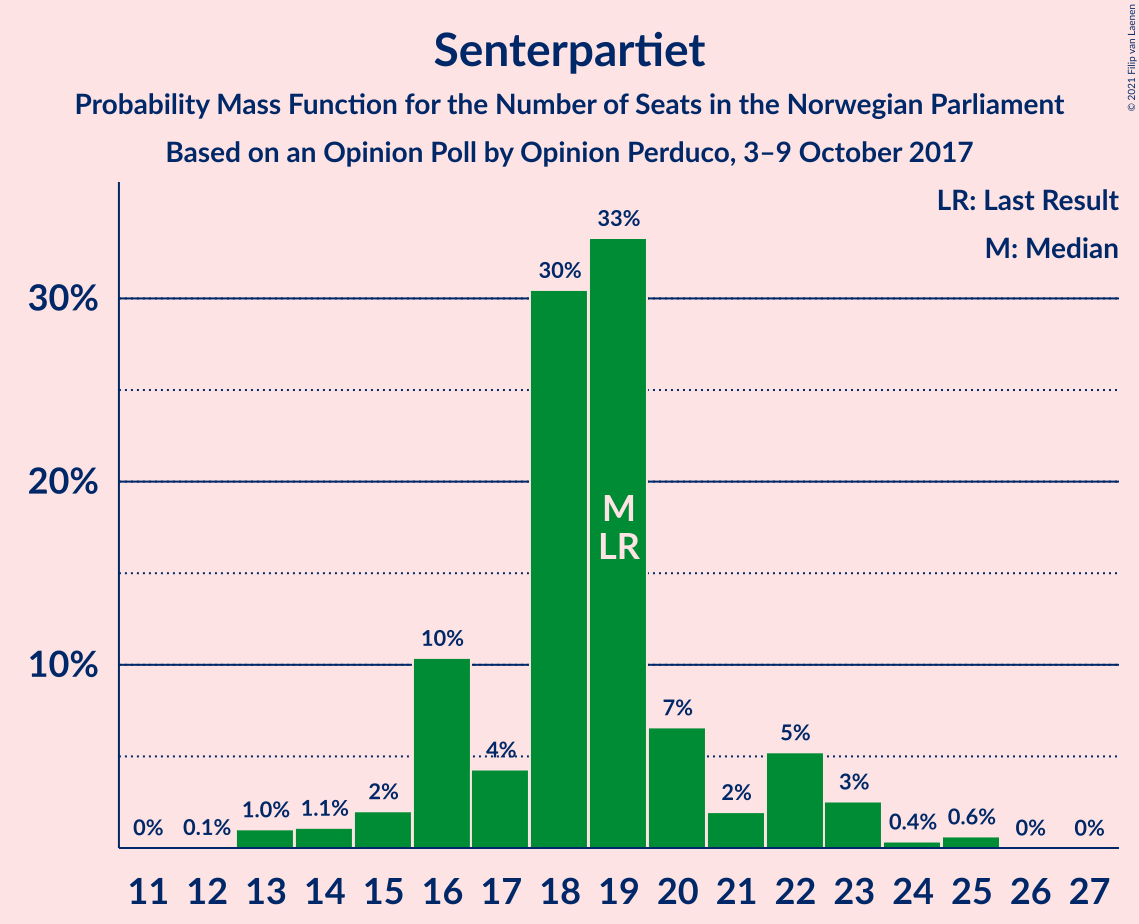 Senterpartiet
Probability Mass Function for the Number of Seats in the Norwegian Parliament
Based on an Opinion Poll by Opinion Perduco, 3–9 October 2017
© 2021 Filip van Laenen
LR: Last Result
M: Median
30%
20%
10%
0%
0.1%
1.0%
1.1%
2%
10%
4%
30%
33%
7%
2%
5%
3%
0.4%
0.6%
0%
0%
M
LR
11 12 13 14 15 16 17 18 19 20 21 22 23 24 25 26 27